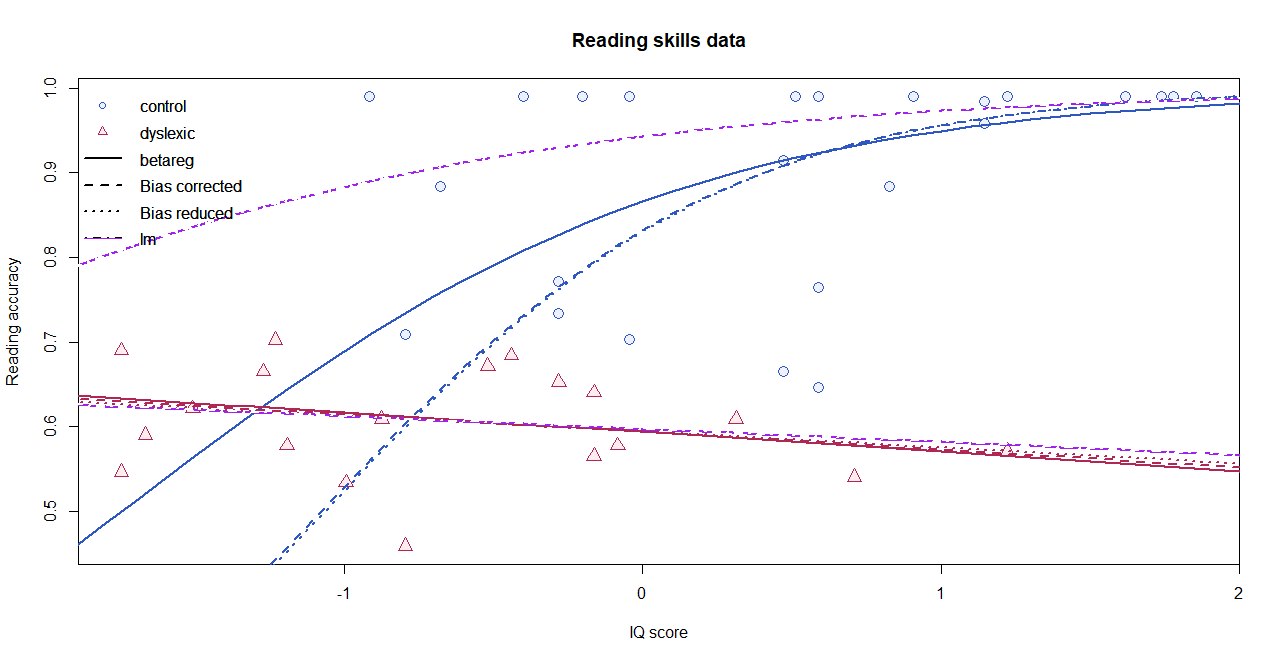 Reading skills data
control
dyslexic
betareg
Bias corrected
Bias reduced
lm
Reading accuracy
1.0
0.9
0.8
0.7
0.6
0.5
-1
0
1
2
IQ score